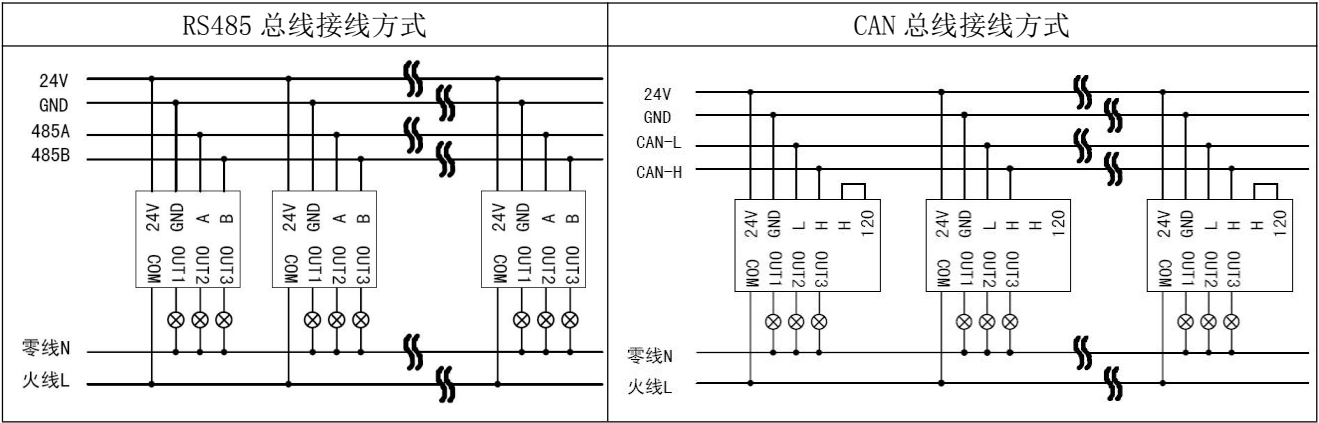 RS485 总线接线方式
CAN 总线接线方式
24V
GND
485A
485B
24V GND A B
COM OUT1 OUT2 OUT3
24V GND A B
COM OUT1 OUT2 OUT3
24V GND A B
COM OUT1 OUT2 OUT3
零线N
火线L
24V
GND
CAN-L
CAN-H
24V GND L H H 120
COM OUT1 OUT2 OUT3
24V GND L H H 120
COM OUT1 OUT2 OUT3
24V GND L H H 120
COM OUT1 OUT2 OUT3
零线N
火线L